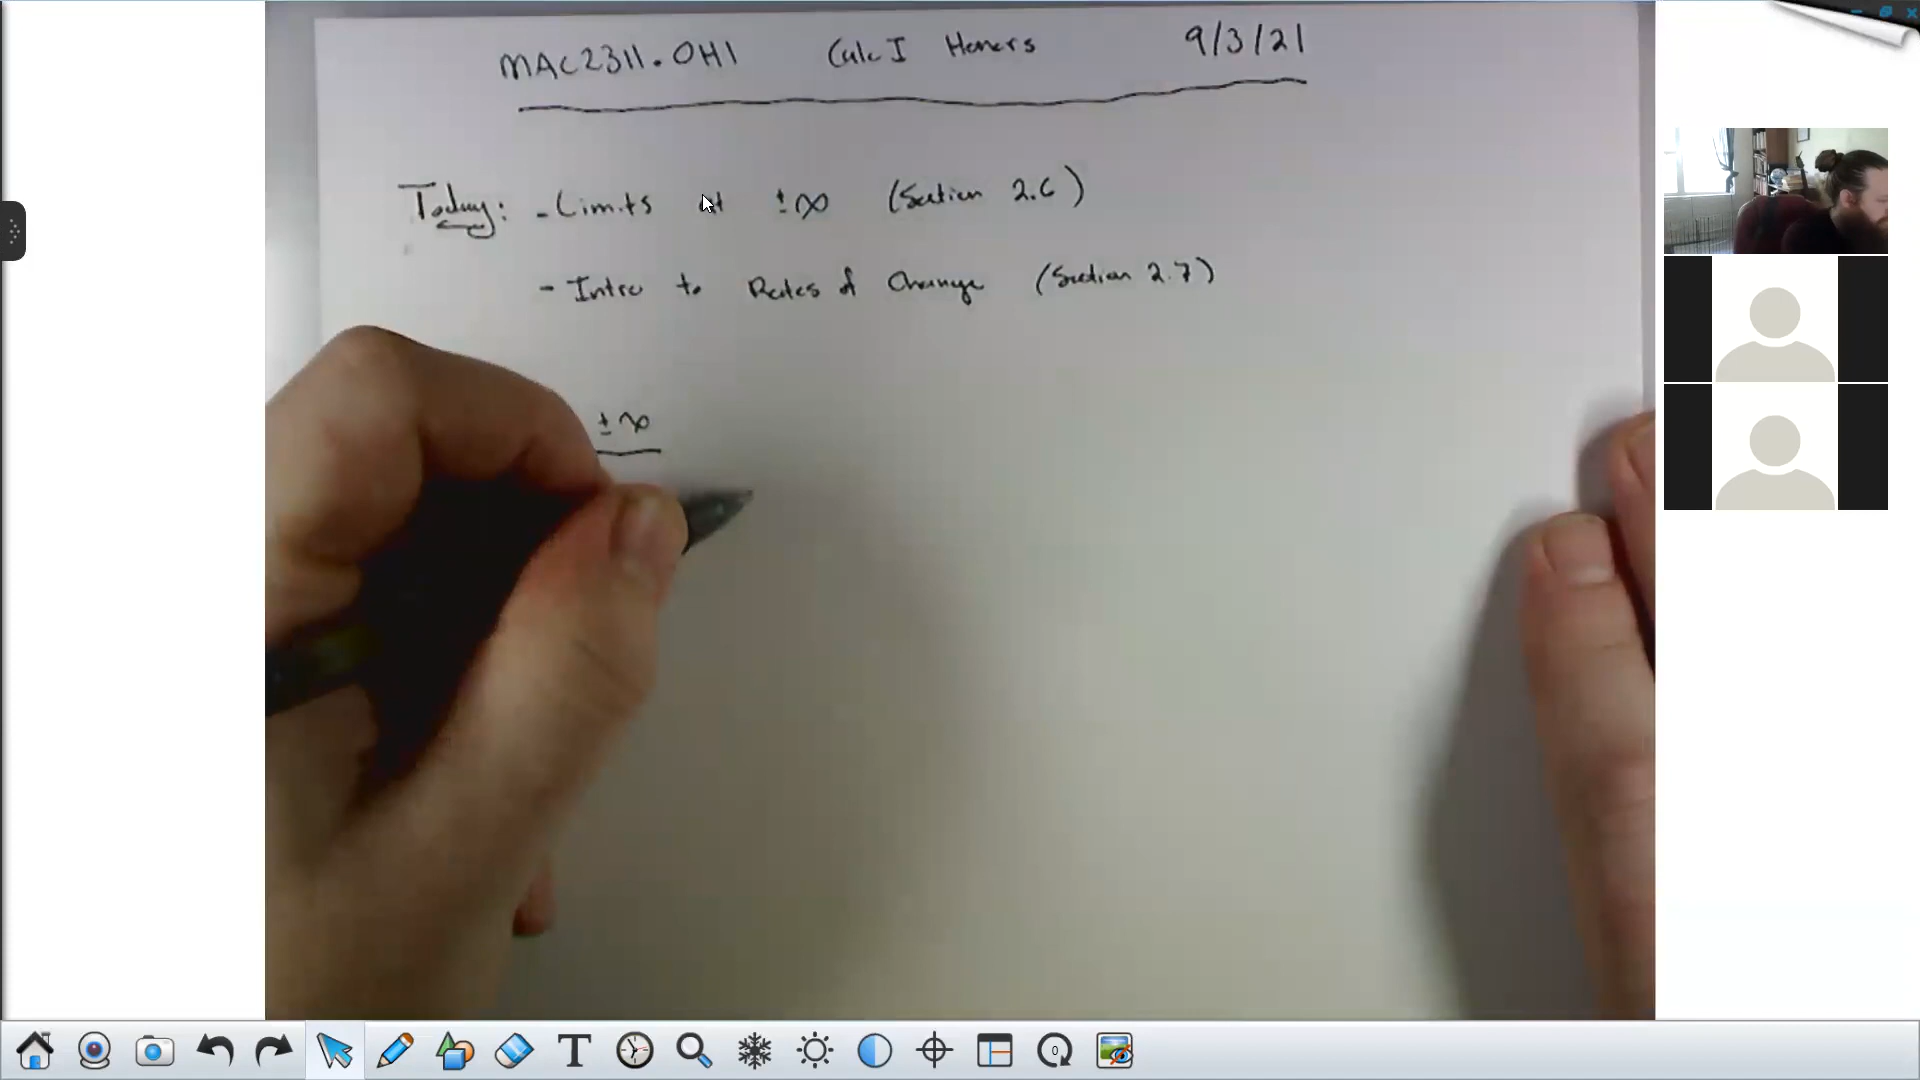 MAC2311.OH1 Calc I Honors 9/3/21
Today: - Limits at ±∞ (Section 2.6)
- Intro to Rates of Change (Section 2.7)
±∞
T
0